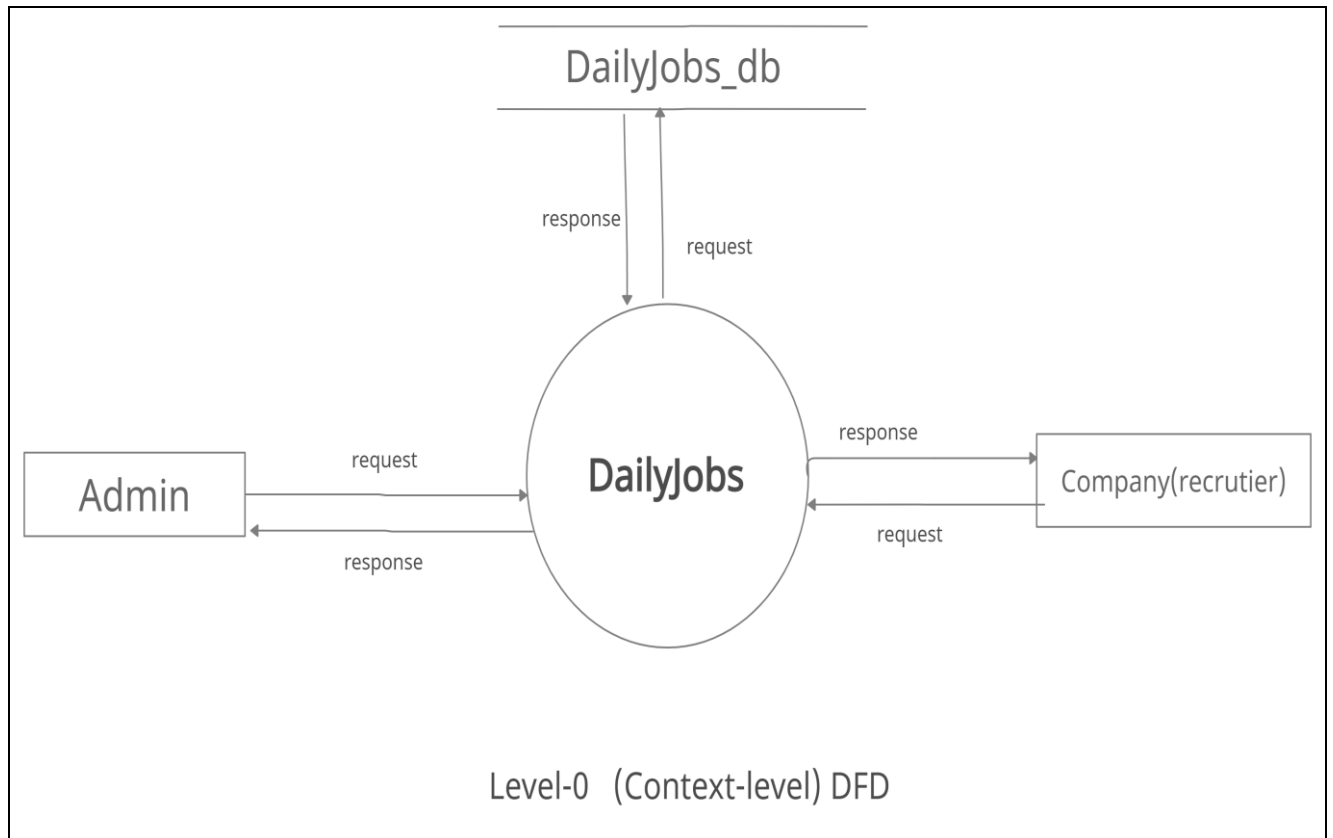 DailyJobs_db
response
request
response
request
DailyJobs
Admin
Company(recrutier)
request
response
Level-0 (Context-level) DFD